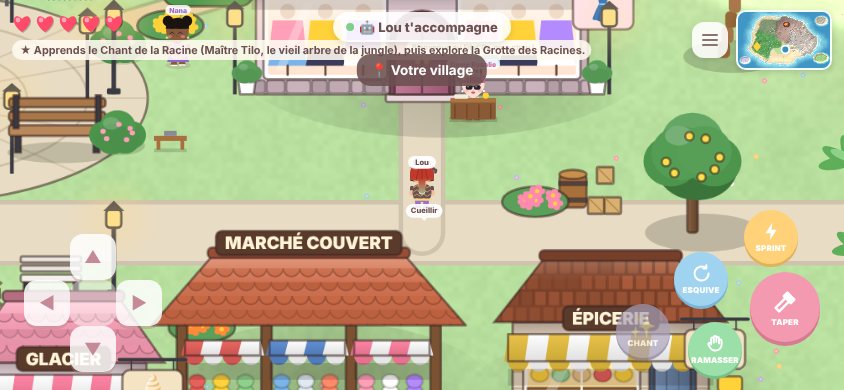 Nana
🤖 Lou t'accompagne
★ Apprends le Chant de la Racine (Maître Tilo, le vieil arbre de la jungle), puis explore la Grotte des Racines.
📍 Votre village
Lou
Cueillir
MARCHÉ COUVERT
SPRINT
ESQUIVE
ÉPICERIE
TAPER
CHANT
GLACIER
RAMASSER